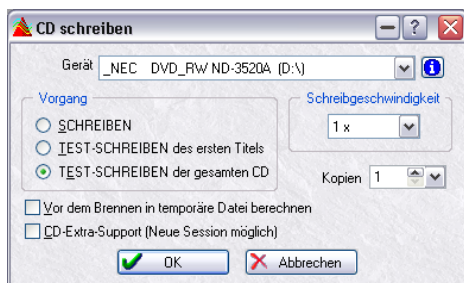 CD schreiben
Gerät _NEC DVD_RW ND-3520A (D:\)
Vorgang
Schreibgeschwindigkeit
SCHREIBEN
1 x
TEST-SCHREIBEN des ersten Titels
TEST-SCHREIBEN der gesamten CD
Kopien 1
Vor dem Brennen in temporäre Datei berechnen
CD-Extra-Support (Neue Session möglich)
OK Abbrechen